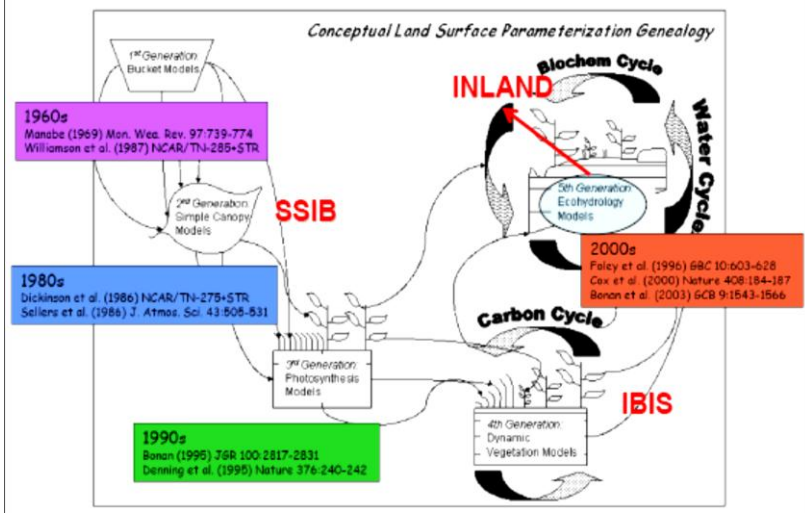 Conceptual Land Surface Parameterization Genealogy
1st Generation:
Bucket Models
Biochem Cycle
INLAND
1960s
Manabe (1969) Mon. Wea. Rev. 97:739-774
Williamson et al. (1987) NCAR/TN-285+STR
Water Cycle
2nd Generation:
Simple Canopy
Models
SSIB
5th Generation:
Ecohydrology
Models
2000s
Foley et al. (1996) GBC 10:603-628
Cox et al. (2000) Nature 408:184-187
Bonan et al. (2003) GCB 9:1543-1566
1980s
Dickinson et al. (1986) NCAR/TN-275+STR
Sellers et al. (1986) J. Atmos. Sci. 43:505-531
Carbon Cycle
3rd Generation:
Photosynthesis
Models
IBIS
4th Generation:
Dynamic
Vegetation Models
1990s
Bonan (1995) JGR 100:2817-2831
Denning et al. (1995) Nature 376:240-242